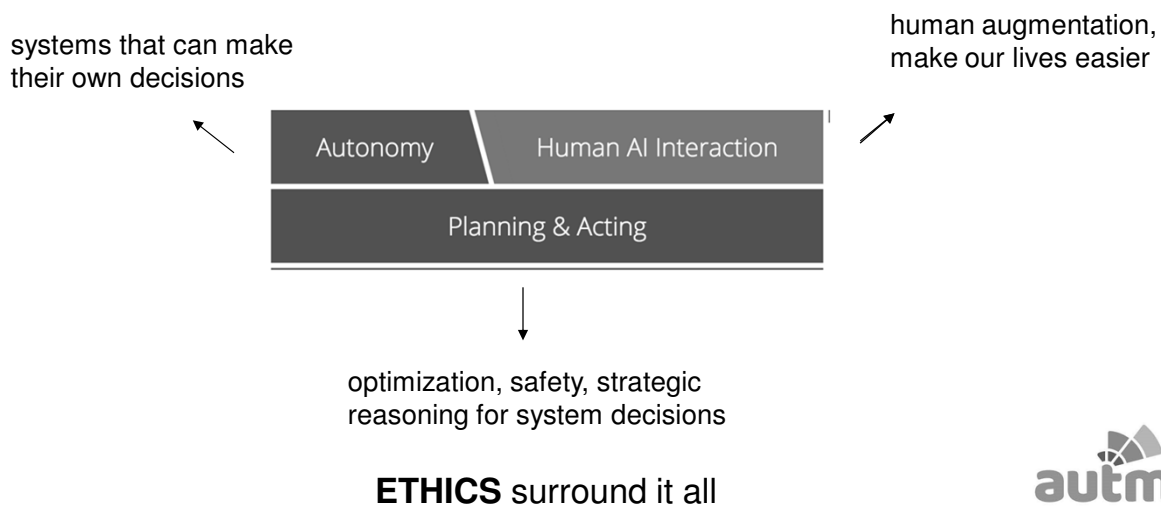 systems that can make
their own decisions
human augmentation,
make our lives easier
Autonomy
Human AI Interaction
Planning & Acting
optimization, safety, strategic
reasoning for system decisions
ETHICS surround it all
autm